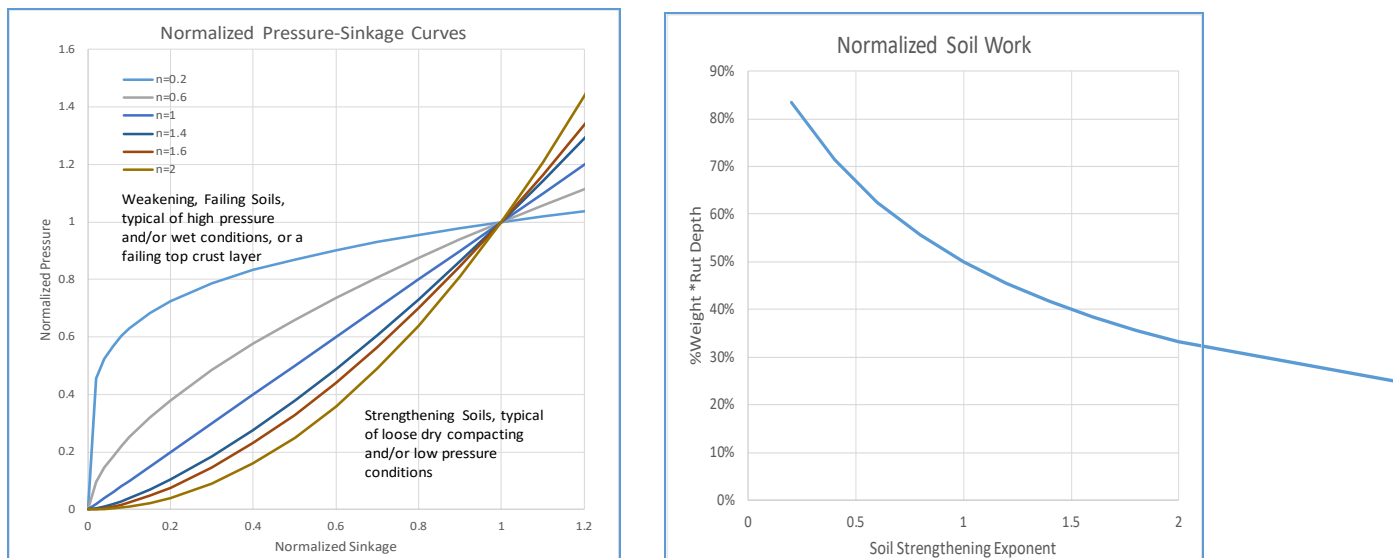 Normalized Pressure-Sinkage Curves
1.6
1.4
1.2
1
0.8
0.6
0.4
0.2
0
Normalized Pressure
n=0.2
n=0.6
n=1
n=1.4
n=1.6
n=2
Weakening, Failing Soils,
typical of high pressure
and/or wet conditions, or a
failing top crust layer
Strengthening Soils, typical
of loose dry compacting
and/or low pressure
conditions
0 0.2 0.4 0.6 0.8 1 1.2
Normalized Sinkage
Normalized Soil Work
90%
80%
70%
60%
50%
40%
30%
20%
10%
0%
%Weight *Rut Depth
0 0.5 1 1.5 2
Soil Strengthening Exponent